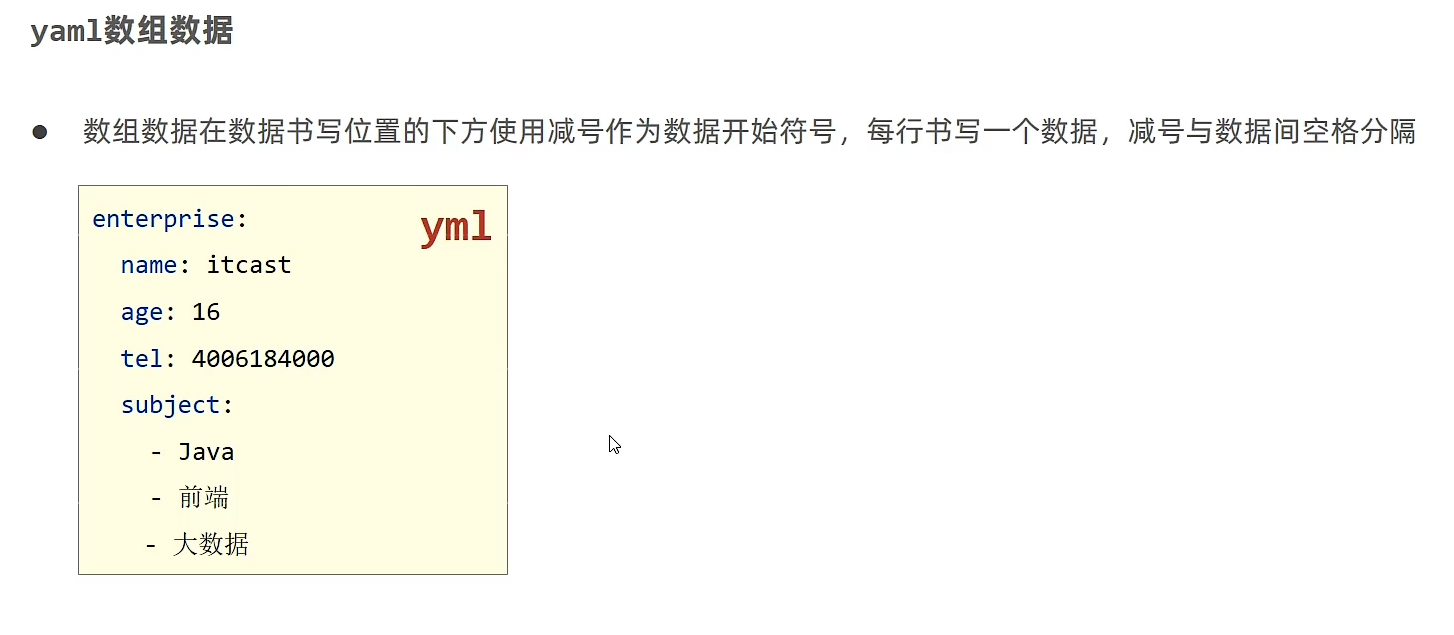 yaml数组数据
● 数组数据在数据书写位置的下方使用减号作为数据开始符号，每行书写一个数据，减号与数据间空格分隔
enterprise:
yml
  name: itcast
  age: 16
  tel: 4006184000
  subject:
    - Java
    - 前端
    - 大数据